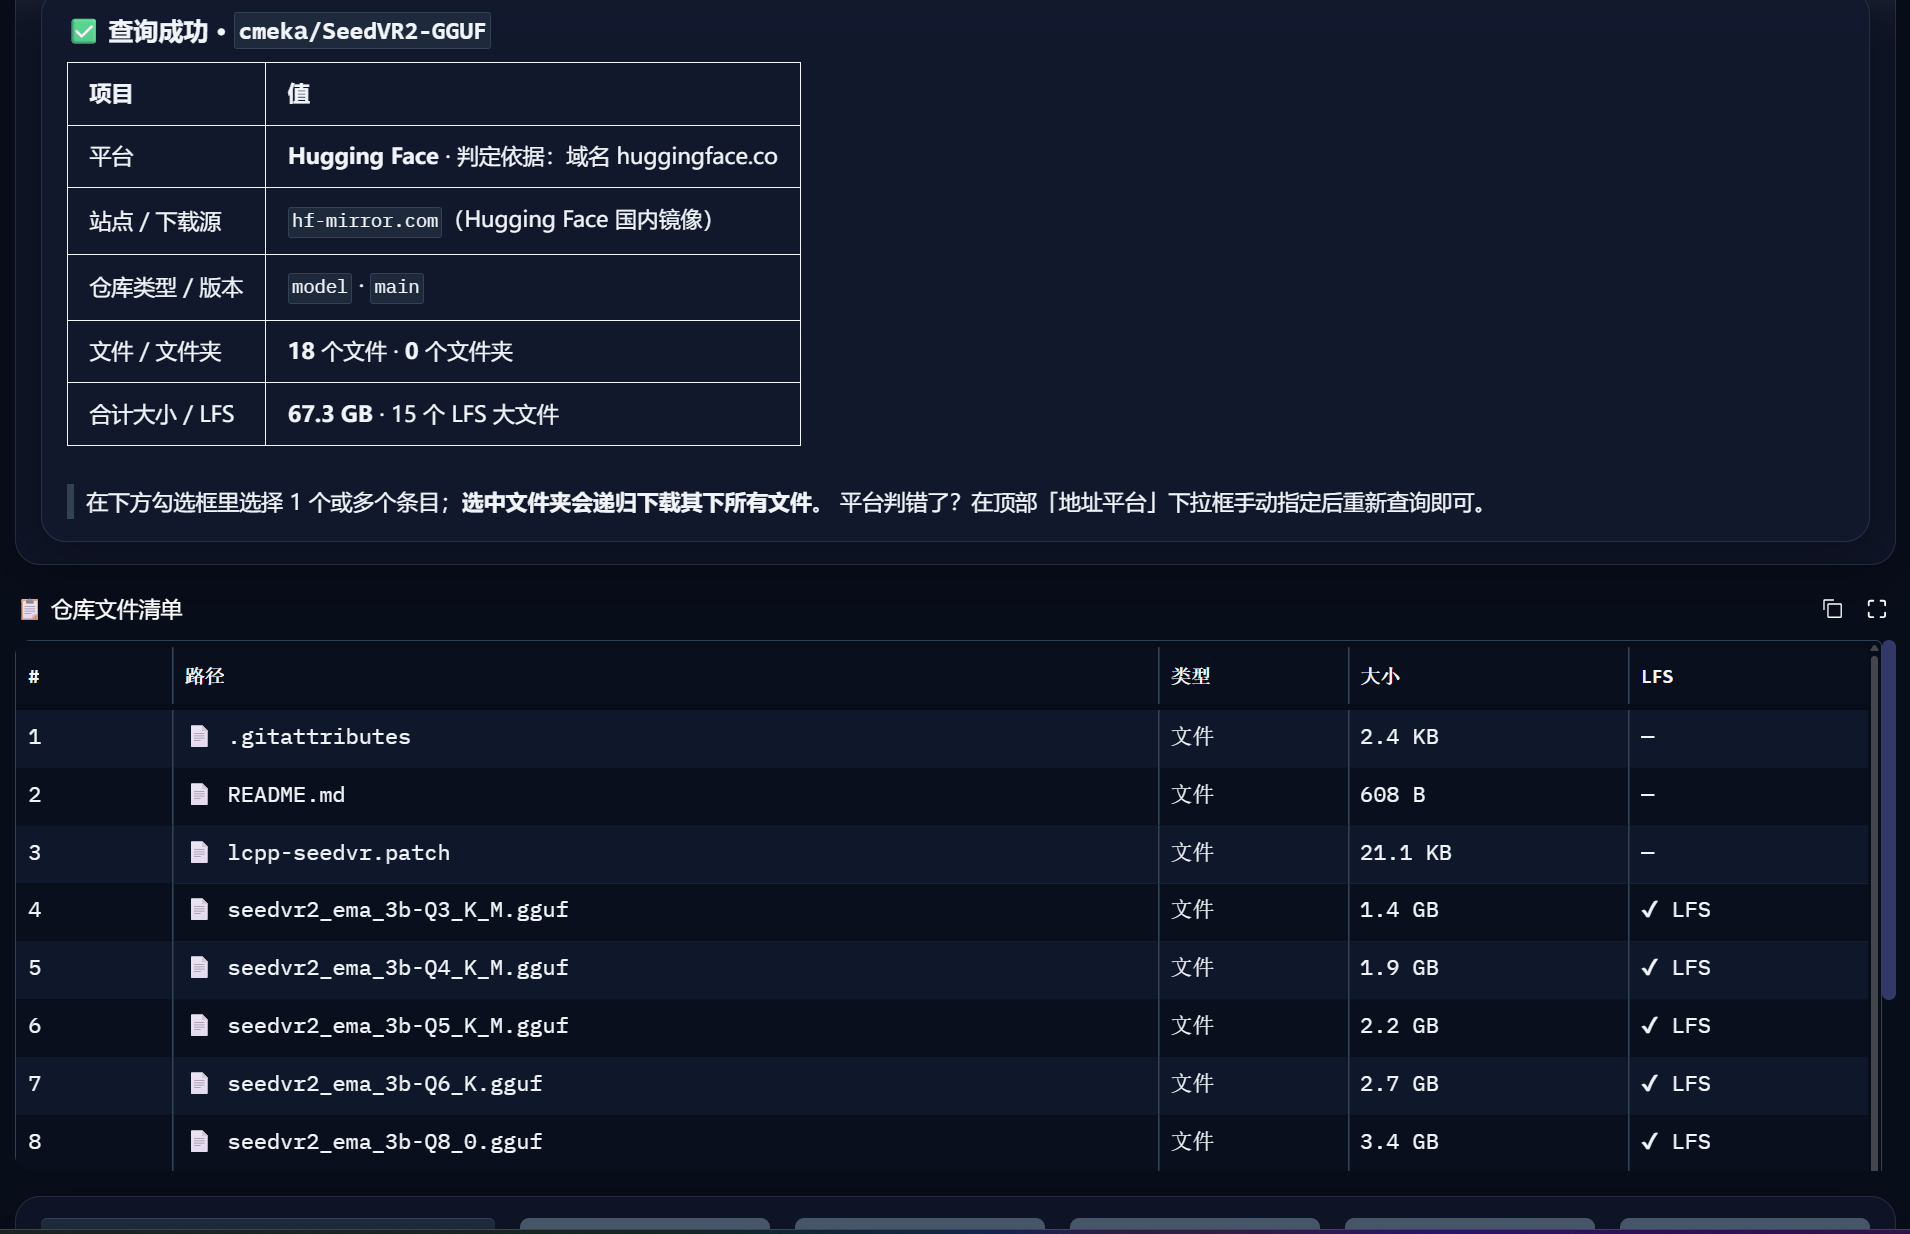 ✅ 查询成功 • cmeka/SeedVR2-GGUF
项目 值
平台 Hugging Face · 判定依据：域名 huggingface.co
站点 / 下载源 hf-mirror.com（Hugging Face 国内镜像）
仓库类型 / 版本 model · main
文件 / 文件夹 18 个文件 · 0 个文件夹
合计大小 / LFS 67.3 GB · 15 个 LFS 大文件
在下方勾选框里选择 1 个或多个条目；选中文件夹会递归下载其下所有文件。 平台判错了？在顶部「地址平台」下拉框手动指定后重新查询即可。
📋 仓库文件清单
# 路径 类型 大小 LFS
1 📄 .gitattributes 文件 2.4 KB —
2 📄 README.md 文件 608 B —
3 📄 lcpp-seedvr.patch 文件 21.1 KB —
4 📄 seedvr2_ema_3b-Q3_K_M.gguf 文件 1.4 GB ✓ LFS
5 📄 seedvr2_ema_3b-Q4_K_M.gguf 文件 1.9 GB ✓ LFS
6 📄 seedvr2_ema_3b-Q5_K_M.gguf 文件 2.2 GB ✓ LFS
7 📄 seedvr2_ema_3b-Q6_K.gguf 文件 2.7 GB ✓ LFS
8 📄 seedvr2_ema_3b-Q8_0.gguf 文件 3.4 GB ✓ LFS